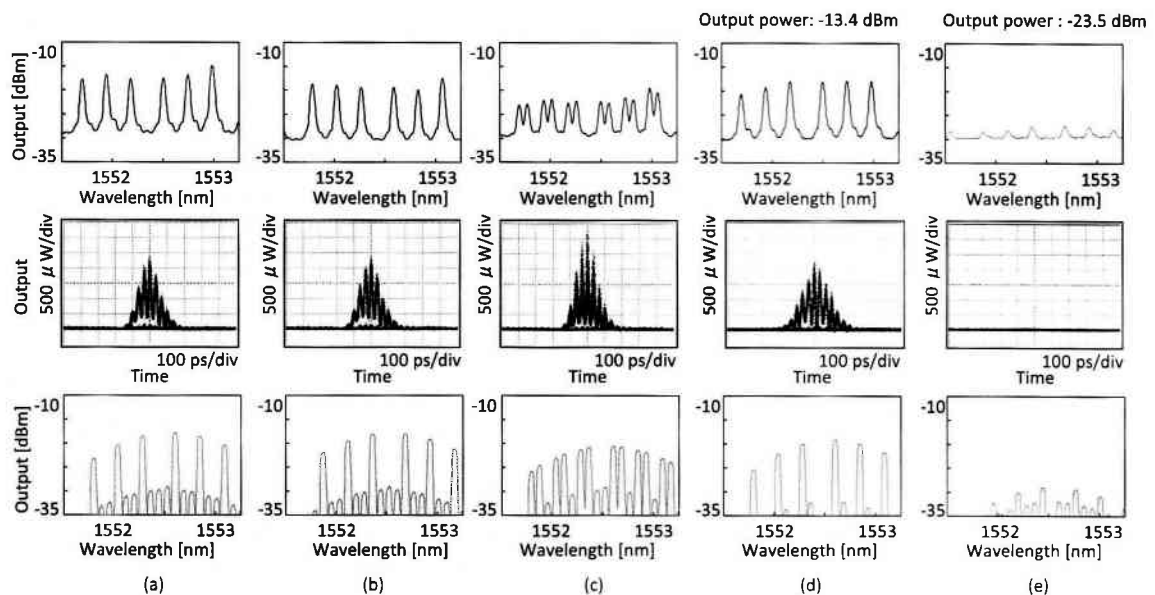 Output power: -13.4 dBm
Output power : -23.5 dBm
Output [dBm]
-10
-35
1552
1553
Wavelength [nm]
-10
-35
1552
1553
Wavelength [nm]
-10
-35
1552
1553
Wavelength [nm]
-10
-35
1552
1553
Wavelength [nm]
-10
-35
1552
1553
Wavelength [nm]
Output
500 μ W/div
100 ps/div
Time
500 μ W/div
100 ps/div
Time
500 μ W/div
100 ps/div
Time
500 μ W/div
100 ps/div
Time
500 μ W/div
100 ps/div
Time
Output [dBm]
-10
-35
1552
1553
Wavelength [nm]
-10
-35
1552
1553
Wavelength [nm]
-10
-35
1552
1553
Wavelength [nm]
-10
-35
1552
1553
Wavelength [nm]
-10
-35
1552
1553
Wavelength [nm]
(a)
(b)
(c)
(d)
(e)